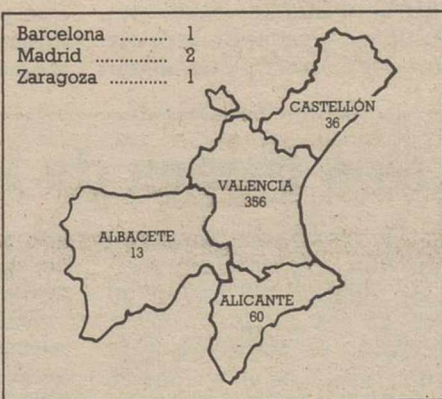 Barcelona .......... 1
Madrid ............... 2
Zaragoza ............ 1
CASTELLÓN
36
VALENCIA
356
ALBACETE
13
ALICANTE
60